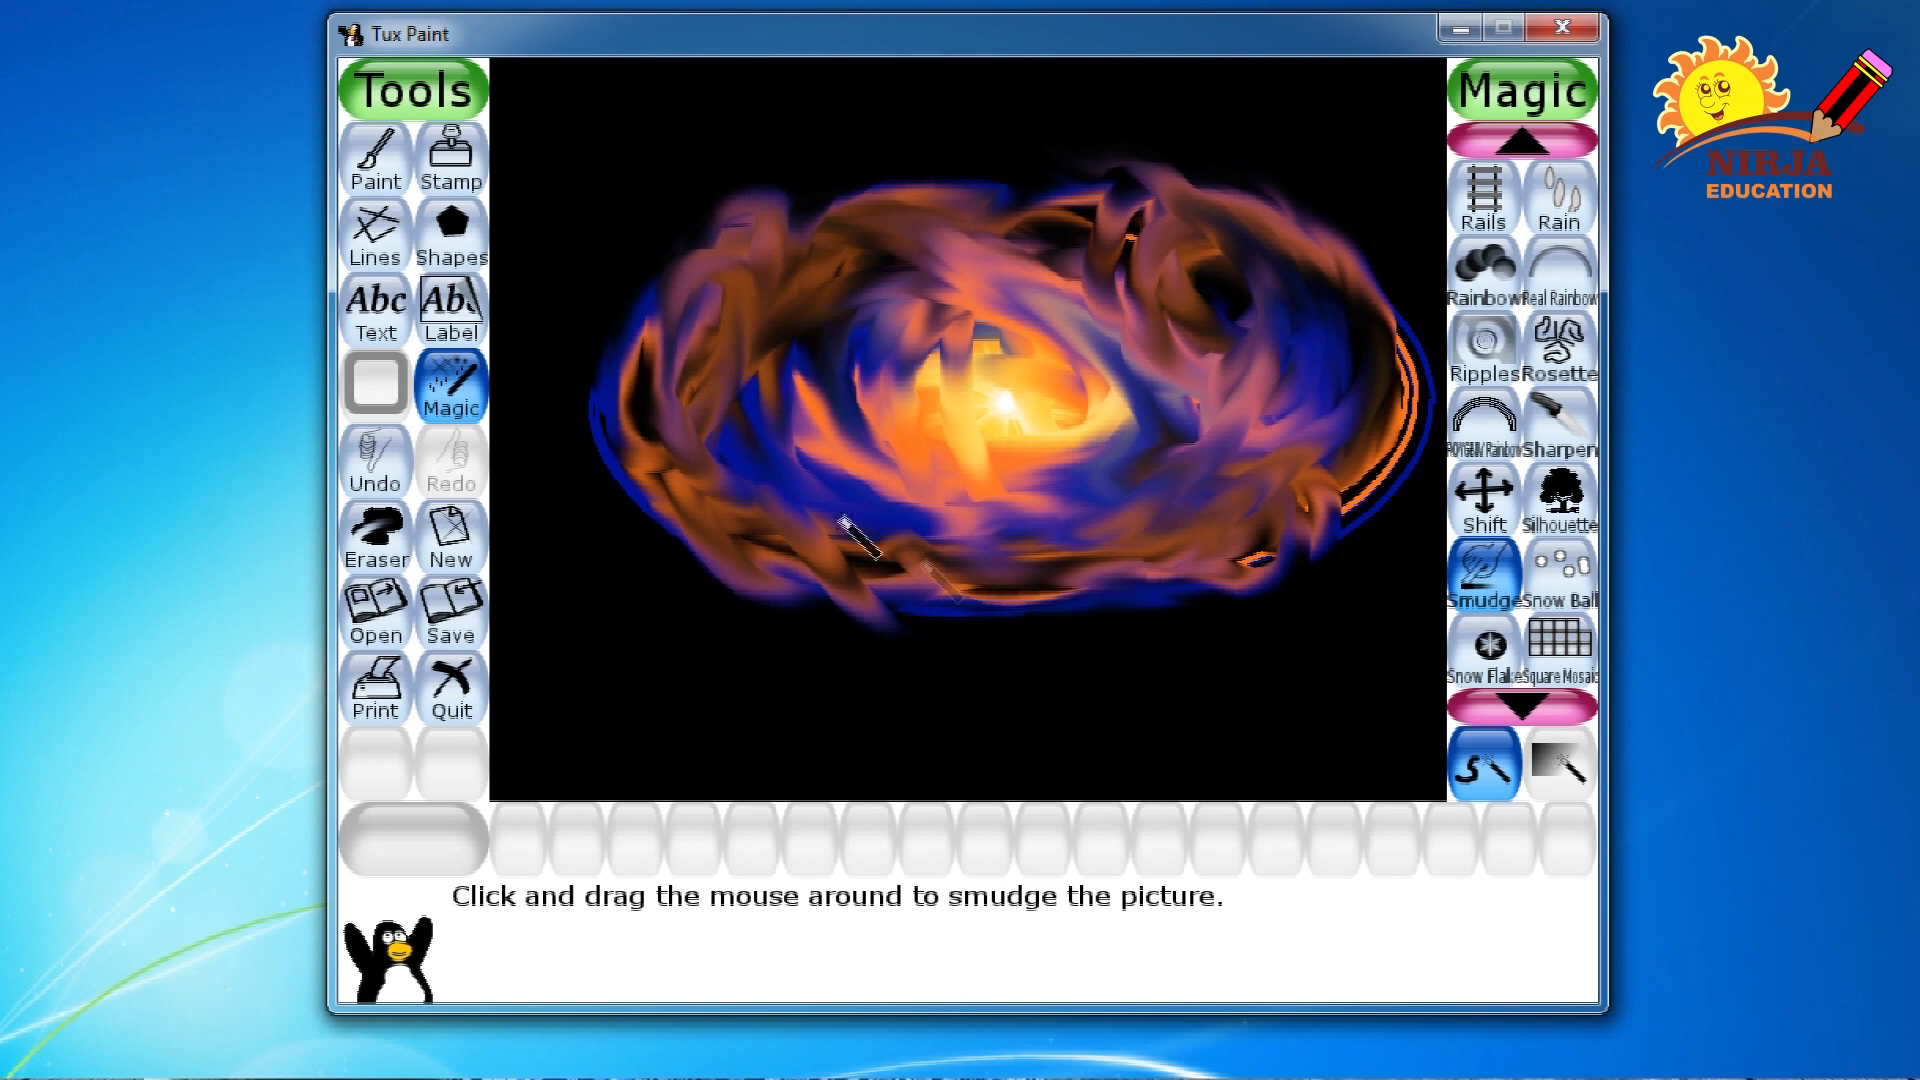 Tux Paint
Tools
Magic
Paint
Stamp
Lines
Shapes
Abc
Text
Label
Magic
Undo
Redo
Eraser
New
Open
Save
Print
Quit
Rails
Rain
Rainbow
Real Rainbow
Ripples
Rosette
Sharpen
Shift
Silhouette
Smudge
Snow Ball
Snow Flake
Square Mosaic
Click and drag the mouse around to smudge the picture.
NIRJA
EDUCATION